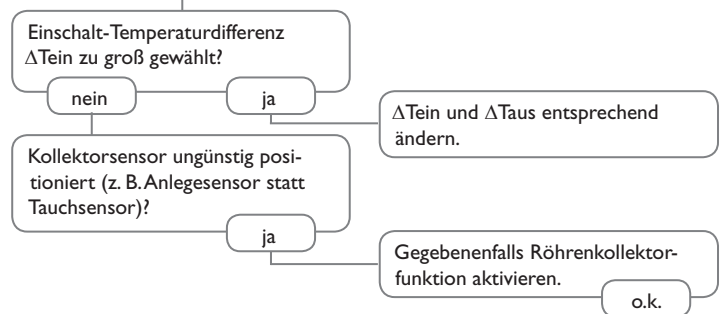 Einschalt-Temperaturdifferenz
ΔTein zu groß gewählt?
nein
ja
ΔTein und ΔTaus entsprechend
ändern.
Kollektorsensor ungünstig posi-
tioniert (z. B. Anlegesensor statt
Tauchsensor)?
ja
Gegebenenfalls Röhrenkollektor-
funktion aktivieren.
o.k.